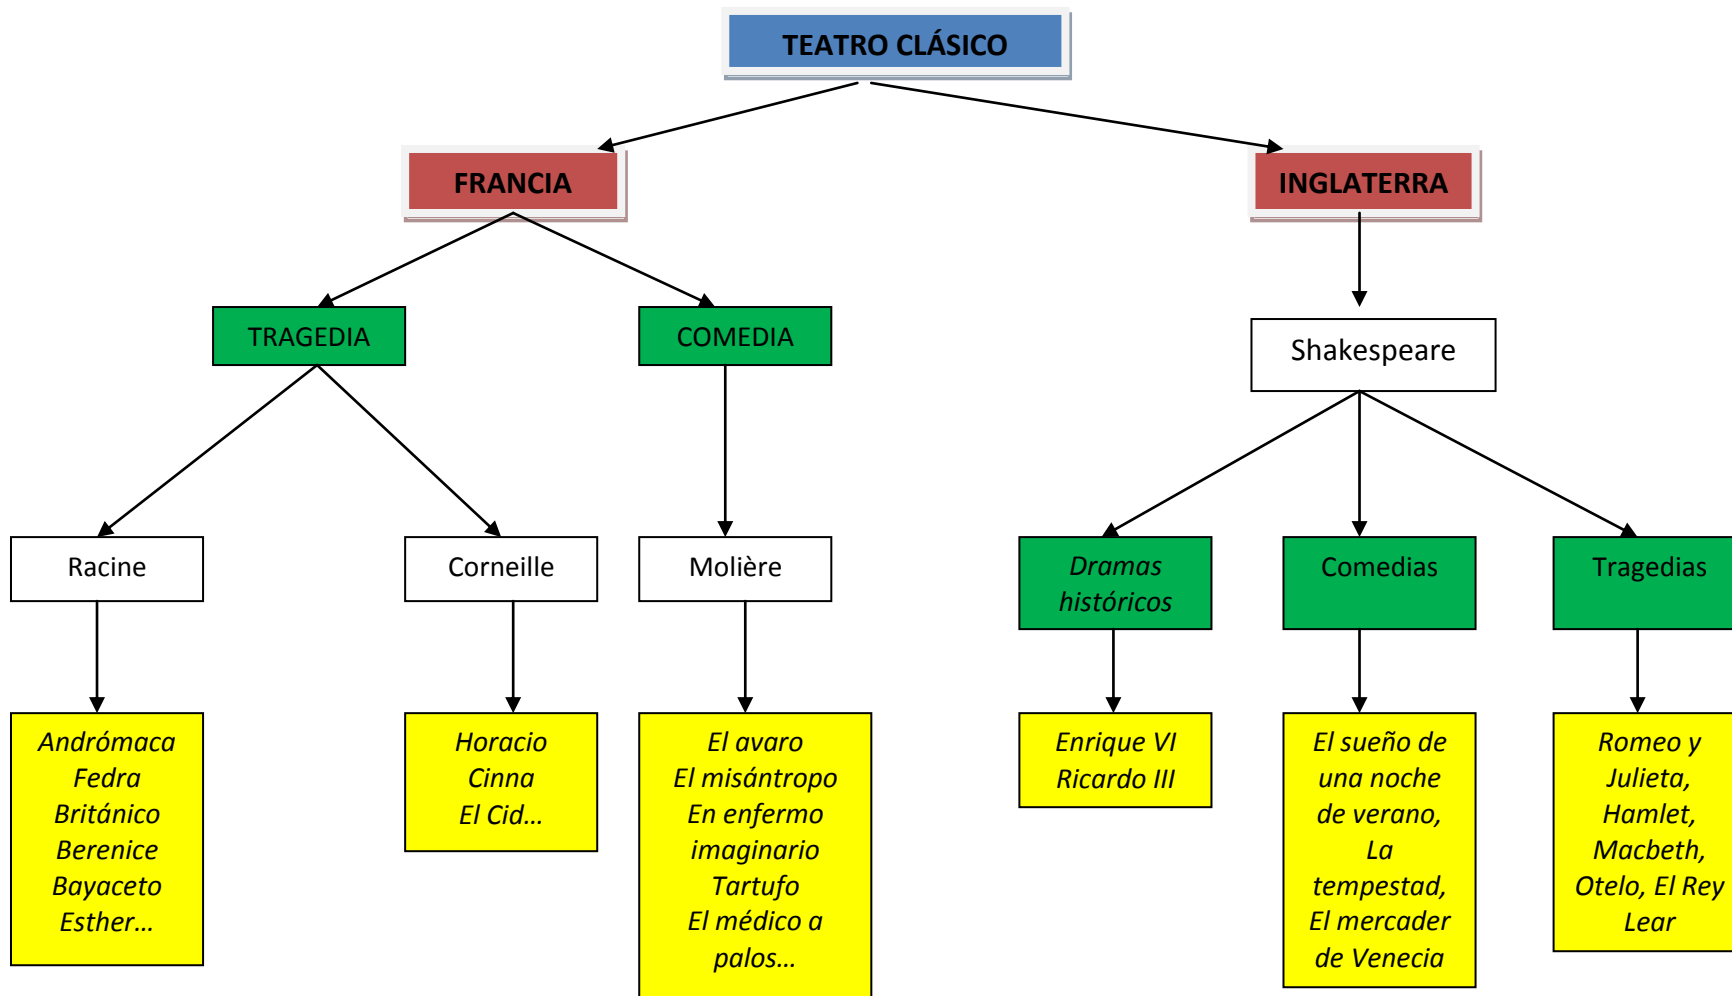 TEATRO CLÁSICO
FRANCIA
INGLATERRA
TRAGEDIA
COMEDIA
Shakespeare
Racine
Corneille
Molière
Dramas
históricos
Comedias
Tragedias
Andrómaca
Fedra
Británico
Berenice
Bayaceto
Esther...
Horacio
Cinna
El Cid...
El avaro
El misántropo
En enfermo
imaginario
Tartufo
El médico a
palos...
Enrique VI
Ricardo III
El sueño de
una noche
de verano,
La
tempestad,
El mercader
de Venecia
Romeo y
Julieta,
Hamlet,
Macbeth,
Otelo, El Rey
Lear